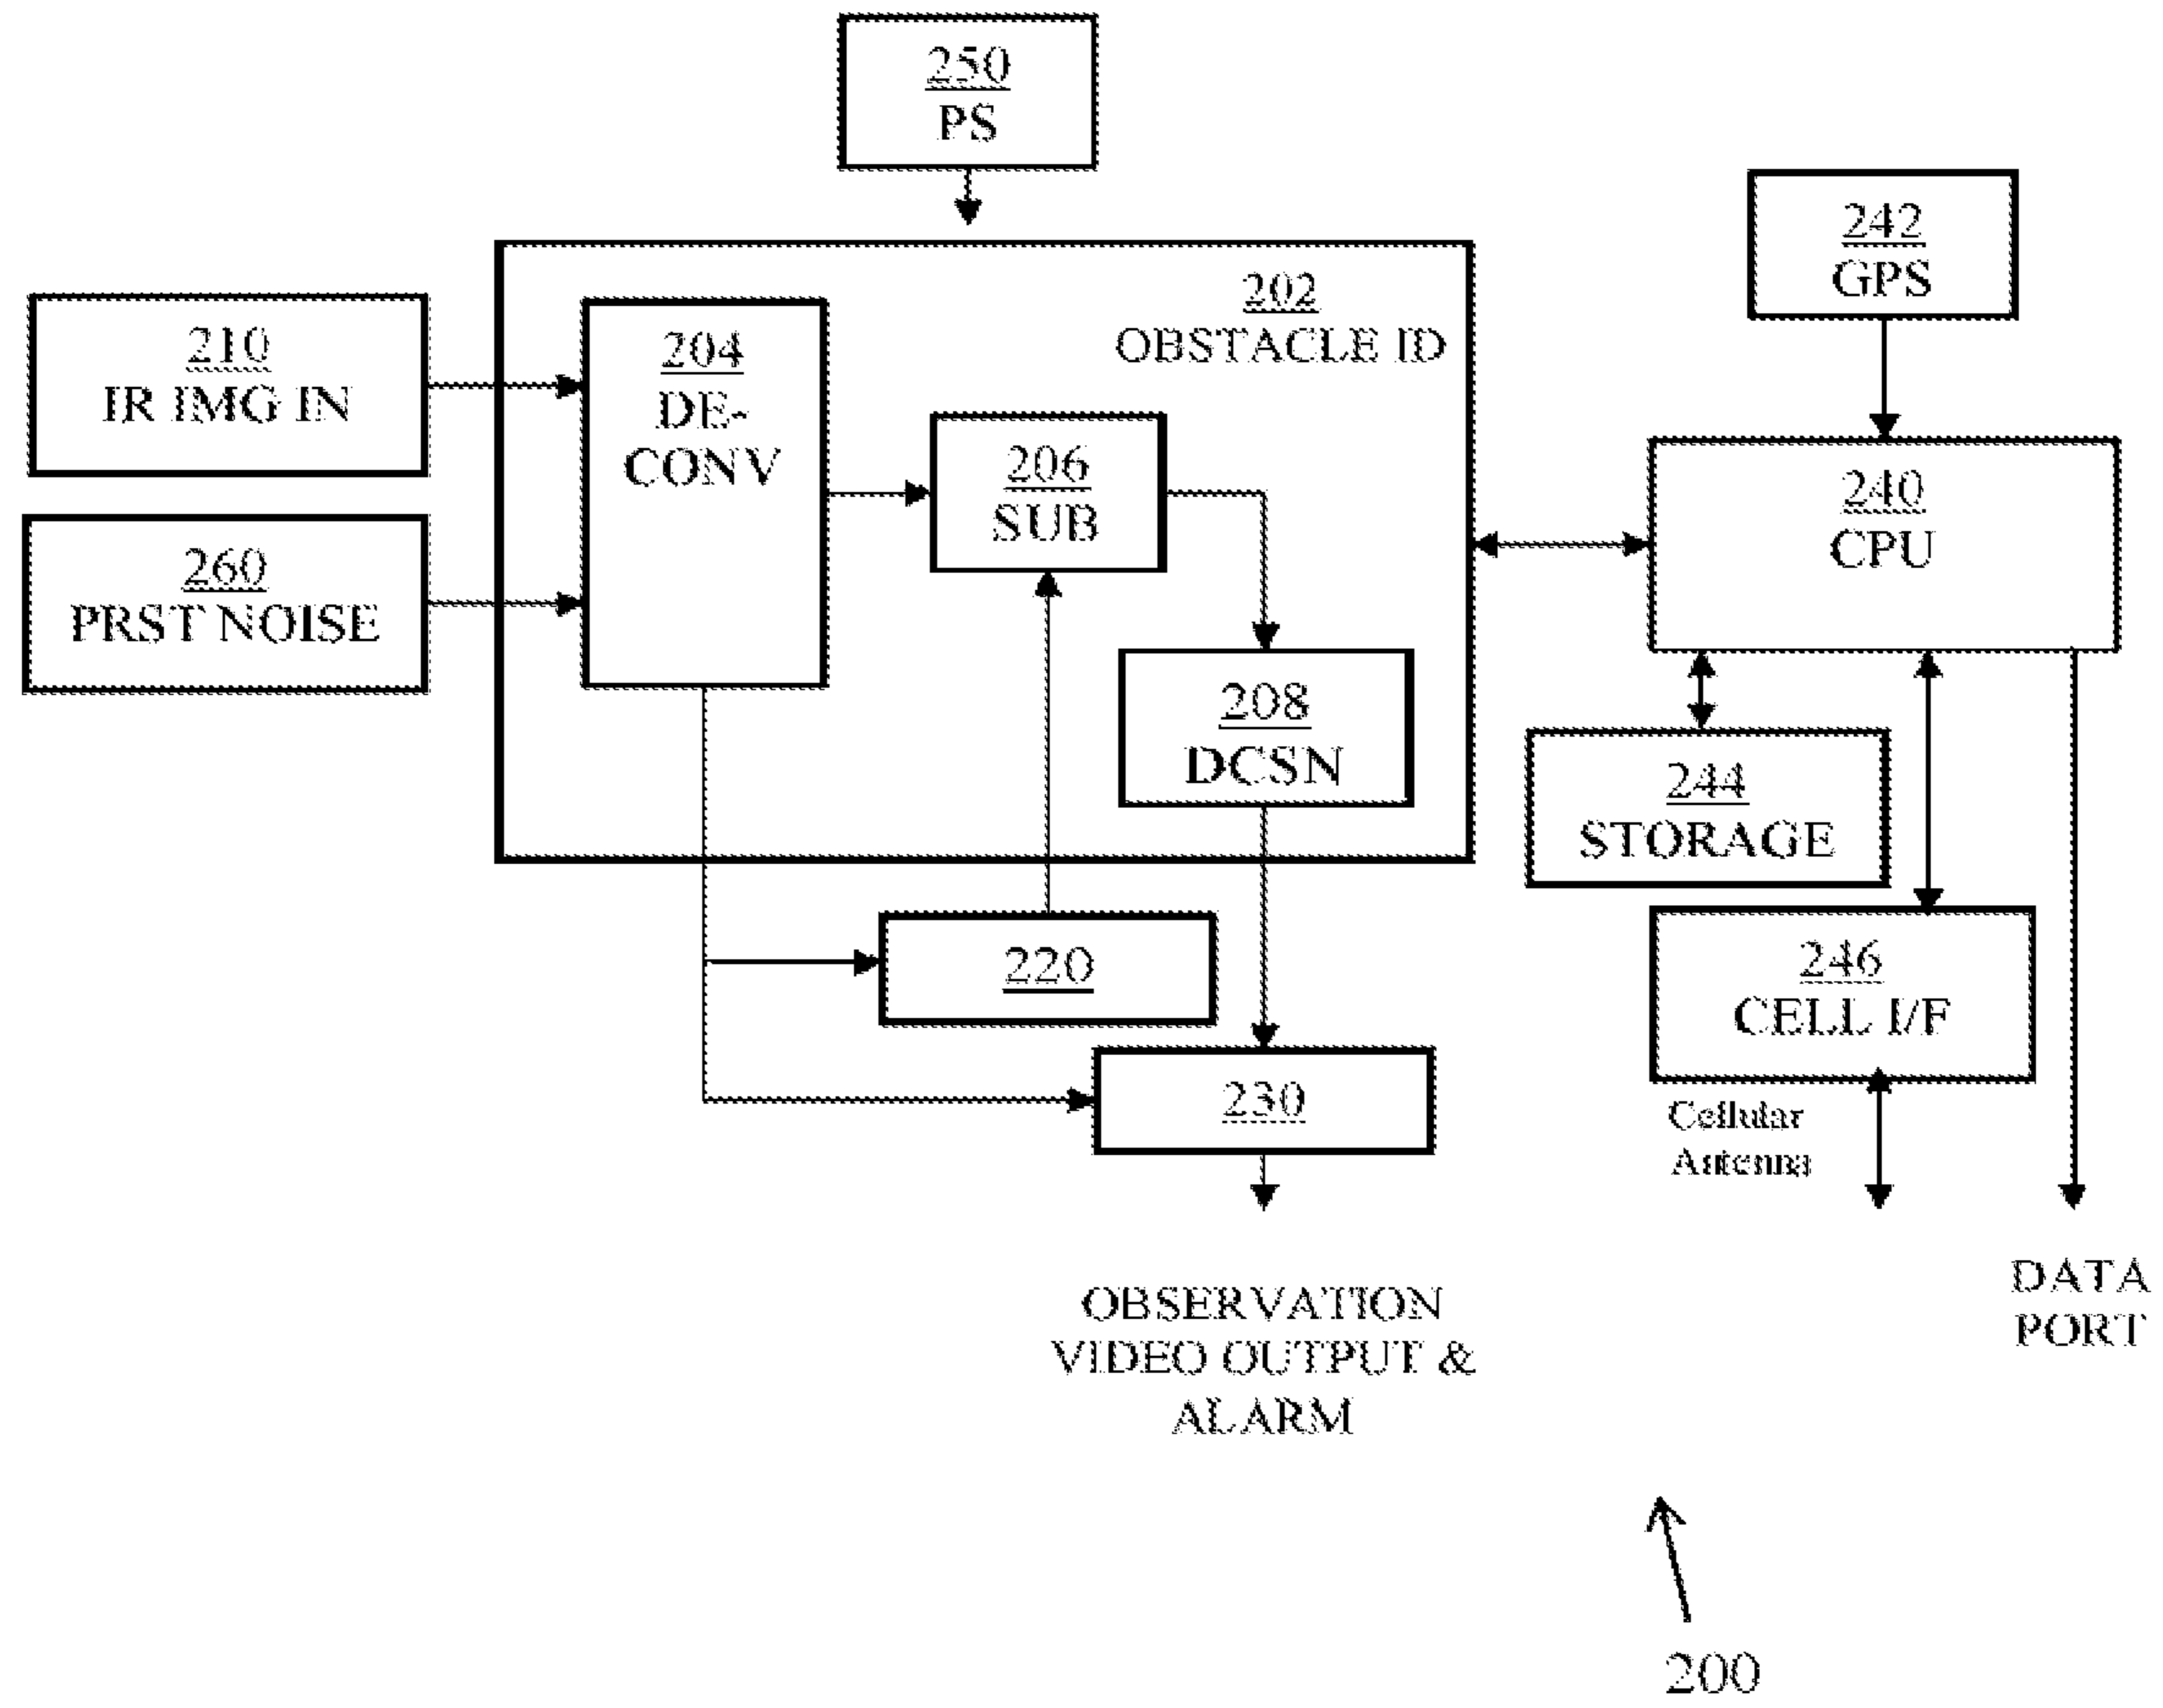 250
PS
242
GPS
202
OBSTACLE ID
210
IR IMG IN
204
DE-
CONV
206
SUB
240
CPU
260
PRST NOISE
208
DCSN
244
STORAGE
220
246
CELL I/F
230
Cellular
Antenna
OBSERVATION
VIDEO OUTPUT &
ALARM
DATA
PORT
200